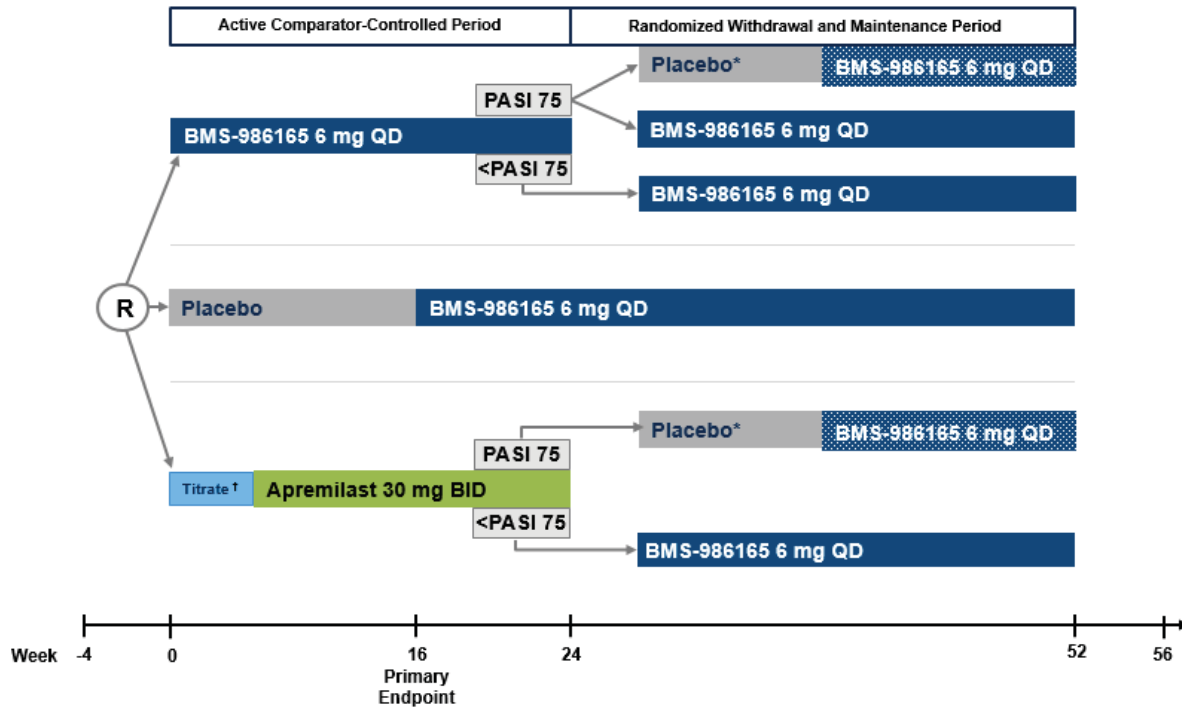 Active Comparator-Controlled Period
Randomized Withdrawal and Maintenance Period
Placebo*
BMS-986165 6 mg QD
PASI 75
BMS-986165 6 mg QD
BMS-986165 6 mg QD
<PASI 75
BMS-986165 6 mg QD
R
Placebo
BMS-986165 6 mg QD
Placebo*
BMS-986165 6 mg QD
PASI 75
Titrate†
Apremilast 30 mg BID
<PASI 75
BMS-986165 6 mg QD
Week
-4
0
16
24
52
56
Primary
Endpoint